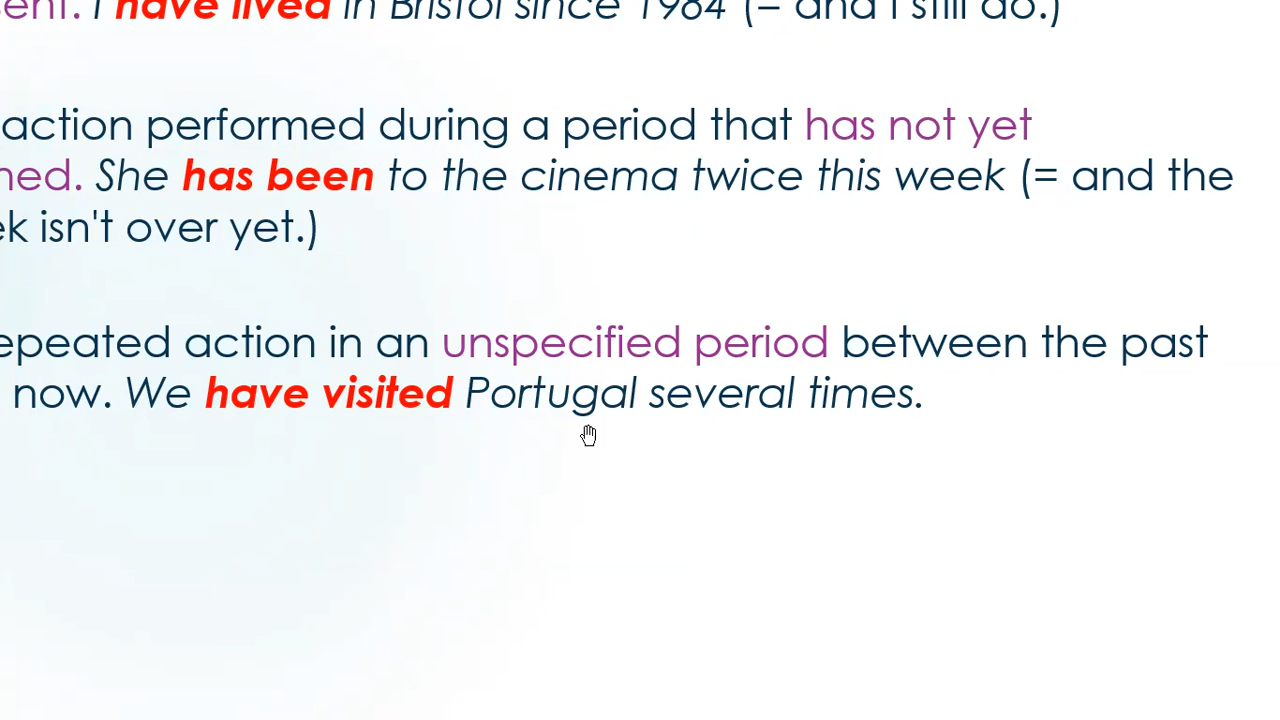 I have lived in Bristol since 1984 (= and I still do.)
action performed during a period that has not yet
She has been to the cinema twice this week (= and the
isn't over yet.)
action in an unspecified period between the past
now. We have visited Portugal several times.